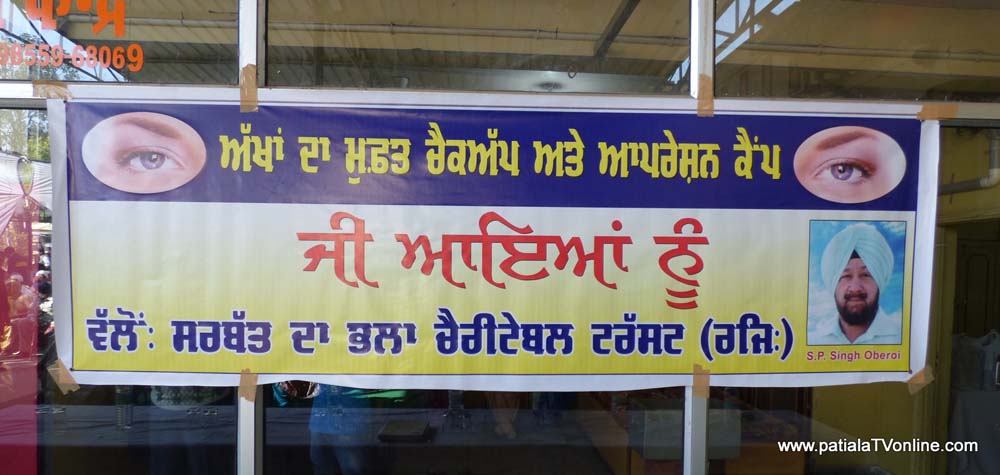 98559-68069
ਅੱਖਾਂ ਦਾ ਮੁਫ਼ਤ ਚੈਕਅੱਪ ਅਤੇ ਆਪਰੇਸ਼ਨ ਕੈਂਪ
ਜੀ ਆਇਆਂ ਨੂੰ
ਵੱਲੋਂ: ਸਰਬੱਤ ਦਾ ਭਲਾ ਚੈਰੀਟੇਬਲ ਟਰੱਸਟ (ਰਜਿ:)
S.P. Singh Oberoi
www.patialaTVonline.com